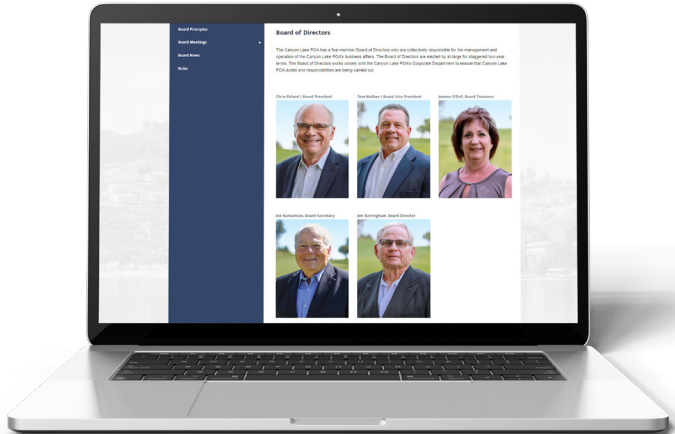 Board Principles
Board Meetings
Board News
Rules
Board of Directors
The Canyon Lake POA has a five-member Board of Directors who are collectively responsible for the management and
operation of the Canyon Lake POA's business affairs. The Board of Directors are elected by at large for staggered two year
terms. The Board of Directors works closely with the Canyon Lake POA's Corporate Department to ensure that Canyon Lake
POA duties and responsibilities are being carried out.
Chris Poland | Board President
Tom Nathan | Board Vice President
Jeanne O'Dell, Board Treasurer
Joe Kamashian, Board Secretary
Jim Barringham, Board Director